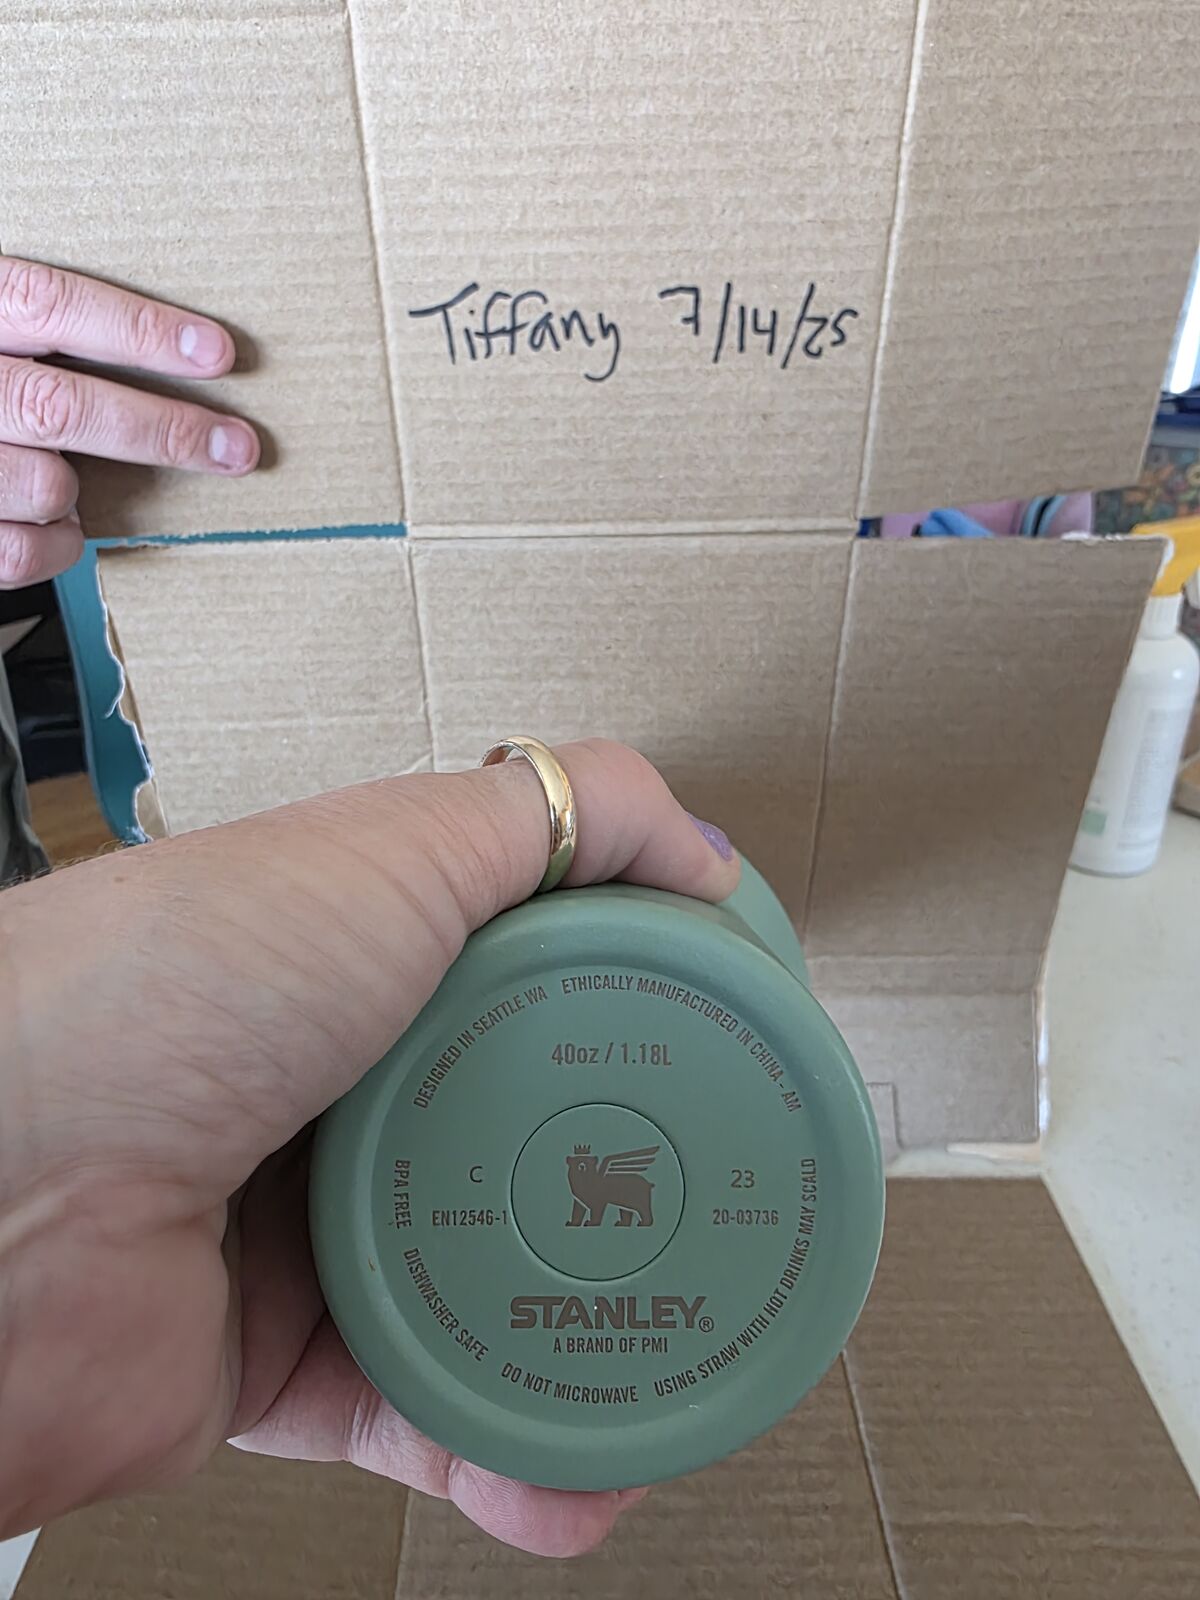 Tiffany 7/14/25
DESIGNED IN SEATTLE WA ETHICALLY MANUFACTURED IN CHINA - AM
40oz / 1.18L
C
23
EN12546-1
20-03736
STANLEY®
A BRAND OF PMI
BPA FREE DISHWASHER SAFE DO NOT MICROWAVE USING STRAW WITH HOT DRINKS MAY SCALD